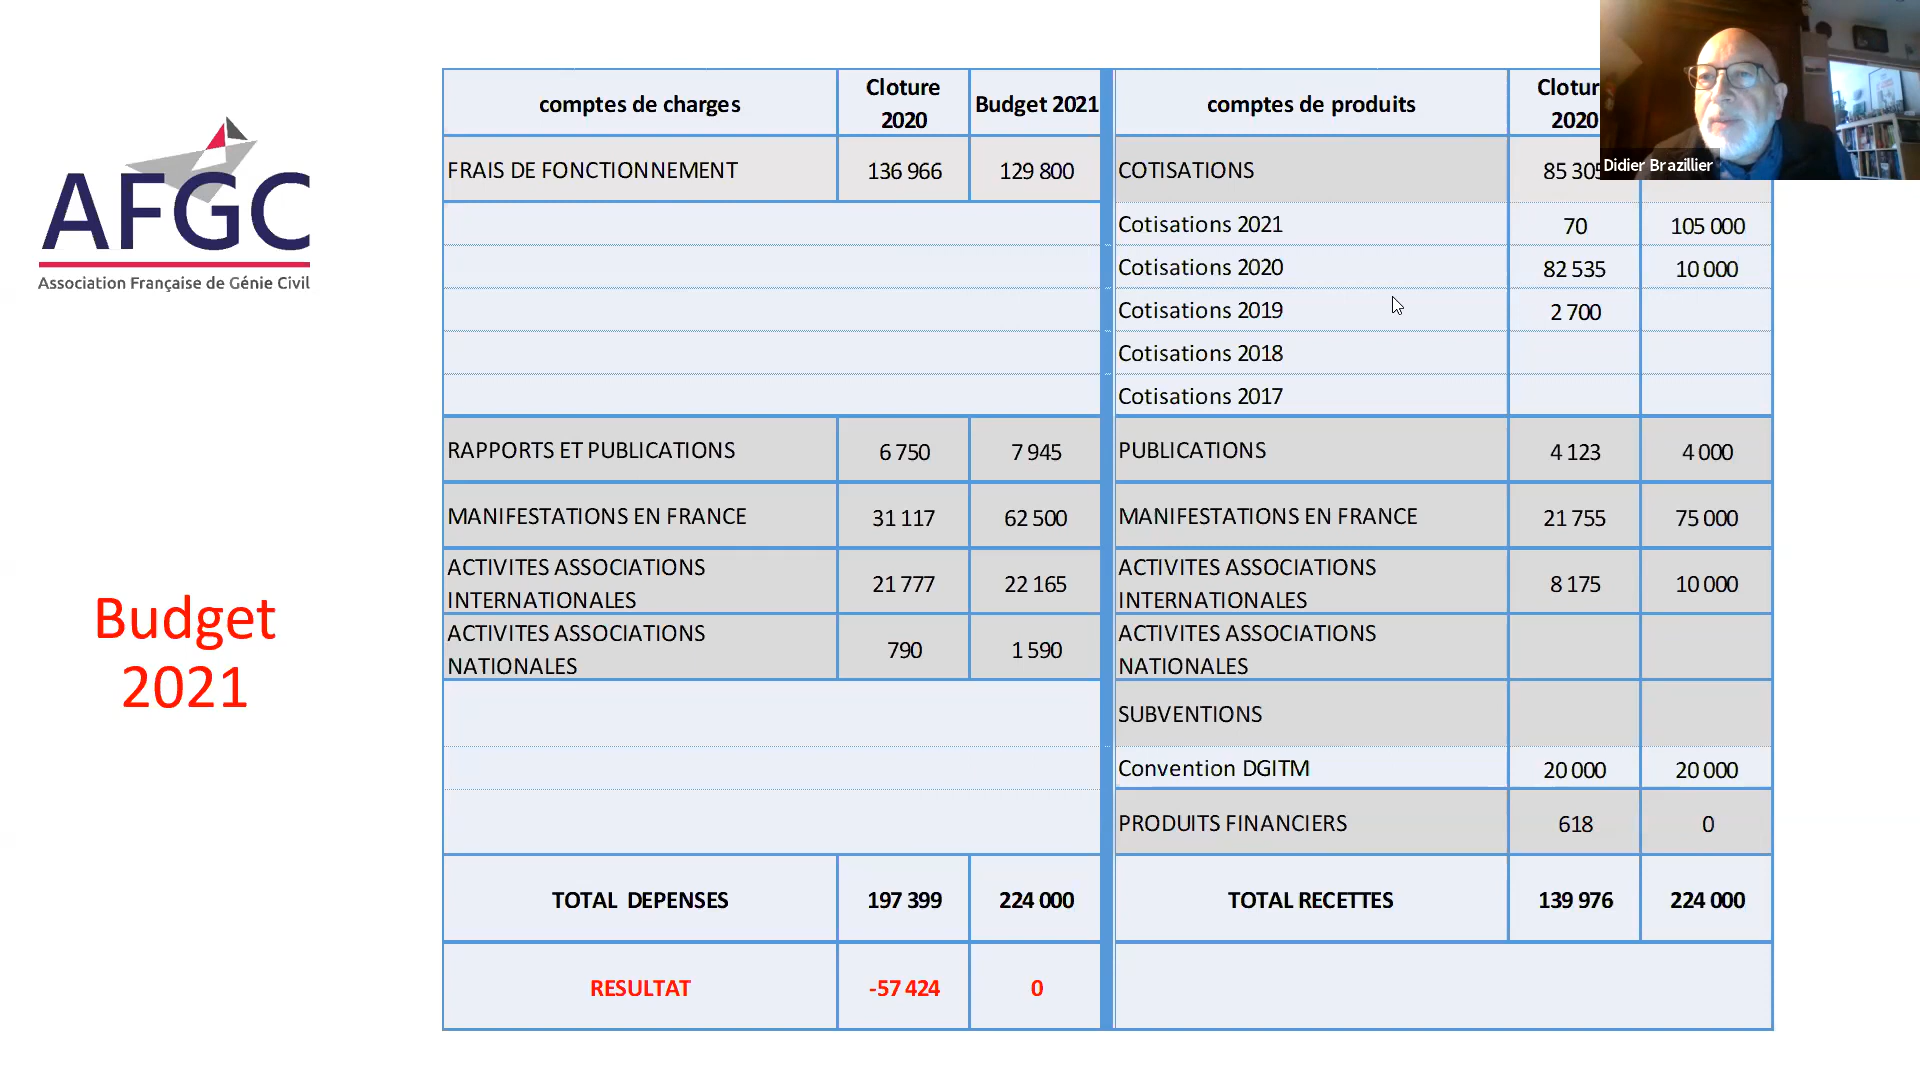 AFGC
Association Française de Génie Civil
Budget
2021
comptes de charges
Cloture
2020
Budget 2021
comptes de produits
2020
Didier Brazillier
FRAIS DE FONCTIONNEMENT 136 966 129 800 COTISATIONS
Cotisations 2021 70 105 000
Cotisations 2020 82 535 10 000
Cotisations 2019 2 700
Cotisations 2018
Cotisations 2017
RAPPORTS ET PUBLICATIONS 6 750 7 945 PUBLICATIONS 4 123 4 000
MANIFESTATIONS EN FRANCE 31 117 62 500 MANIFESTATIONS EN FRANCE 21 755 75 000
ACTIVITES ASSOCIATIONS
INTERNATIONALES 21 777 22 165
ACTIVITES ASSOCIATIONS
INTERNATIONALES 8 175 10 000
ACTIVITES ASSOCIATIONS
NATIONALES 790 1 590
ACTIVITES ASSOCIATIONS
NATIONALES
SUBVENTIONS
Convention DGITM 20 000 20 000
PRODUITS FINANCIERS 618 0
TOTAL DEPENSES 197 399 224 000 TOTAL RECETTES 139 976 224 000
RESULTAT -57 424 0